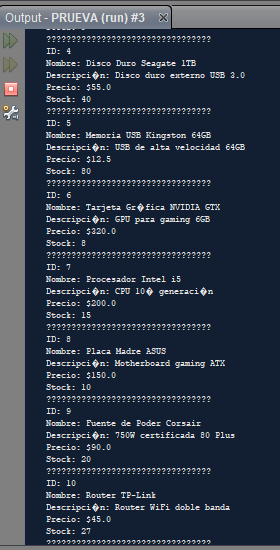 Output - PRUEVA (run) #3
???????????????????????????????????
ID: 4
Nombre: Disco Duro Seagate 1TB
Descripci�n: Disco duro externo USB 3.0
Precio: $55.0
Stock: 40
???????????????????????????????????
ID: 5
Nombre: Memoria USB Kingston 64GB
Descripci�n: USB de alta velocidad 64GB
Precio: $12.5
Stock: 80
???????????????????????????????????
ID: 6
Nombre: Tarjeta Gr�fica NVIDIA GTX
Descripci�n: GPU para gaming 6GB
Precio: $320.0
Stock: 8
???????????????????????????????????
ID: 7
Nombre: Procesador Intel i5
Descripci�n: CPU 10� generaci�n
Precio: $200.0
Stock: 15
???????????????????????????????????
ID: 8
Nombre: Placa Madre ASUS
Descripci�n: Motherboard gaming ATX
Precio: $150.0
Stock: 10
???????????????????????????????????
ID: 9
Nombre: Fuente de Poder Corsair
Descripci�n: 750W certificada 80 Plus
Precio: $90.0
Stock: 20
???????????????????????????????????
ID: 10
Nombre: Router TP-Link
Descripci�n: Router WiFi doble banda
Precio: $45.0
Stock: 27
???????????????????????????????????